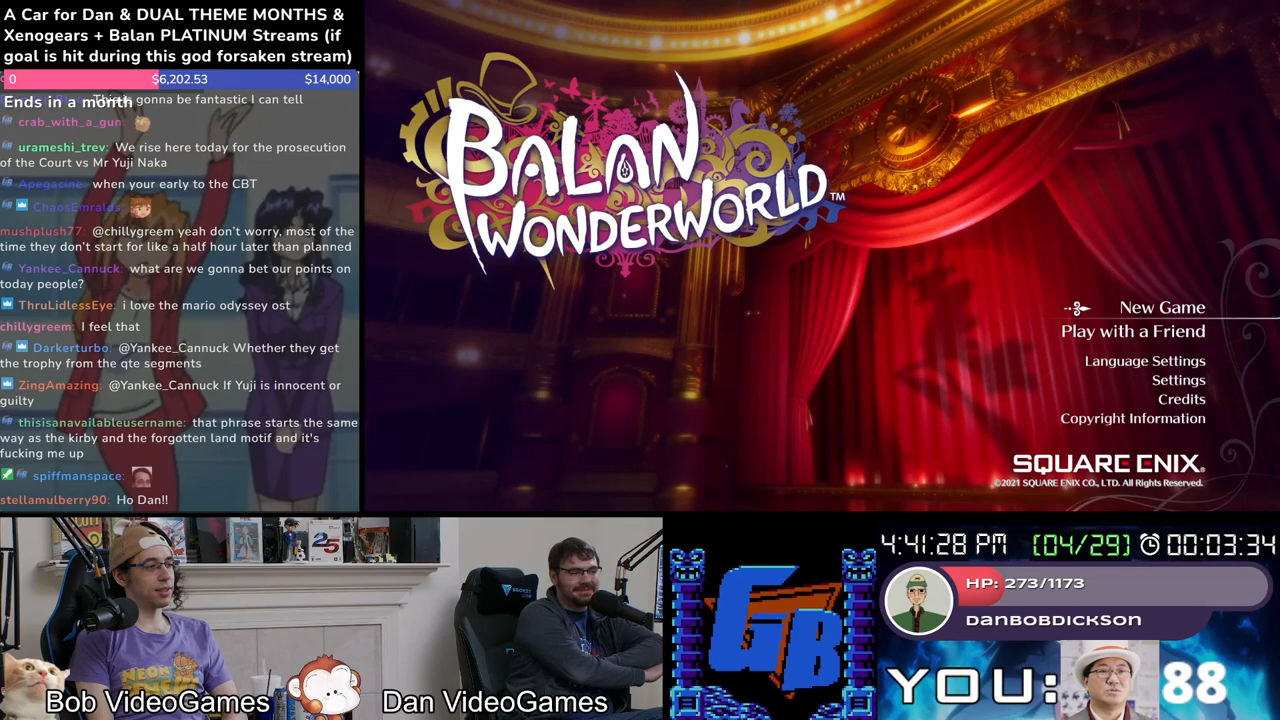 A Car for Dan & DUAL THEME MONTHS &
Xenogears + Balan PLATINUM Streams (if
goal is hit during this god forsaken stream)
0 $6,202.53 $14,000
Ends in a month
This is gonna be fantastic I can tell
crab_with_a_gun:
urameshi_trev: We rise here today for the prosecution
of the Court vs Mr Yuji Naka
Apegacine: when your early to the CBT
ChaosEmralds:
mushplush77: @chillygreem yeah don't worry, most of the
time they don't start for like a half hour later than planned
Yankee_Cannuck: what are we gonna bet our points on
today people?
ThruLidlessEye: i love the mario odyssey ost
chillygreem: I feel that
Darkerturbo: @Yankee_Cannuck Whether they get
the trophy from the qte segments
ZingAmazing: @Yankee_Cannuck If Yuji is innocent or
guilty
thisisanavailableusername: that phrase starts the same
way as the kirby and the forgotten land motif and it's
fucking me up
spiffmanspace:
stellamulberry90: Ho Dan!!
BALAN
WONDERWORLD™
New Game
Play with a Friend
Language Settings
Settings
Credits
Copyright Information
SQUARE ENIX.
©2021 SQUARE ENIX CO., LTD. All Rights Reserved.
25
SECRET
LAB
NEON
Bob VideoGames
Dan VideoGames
GB
4:41:28 PM [04/29] 00:03:34
HP: 273/1173
DANBOBDICKSON
YOU: 88